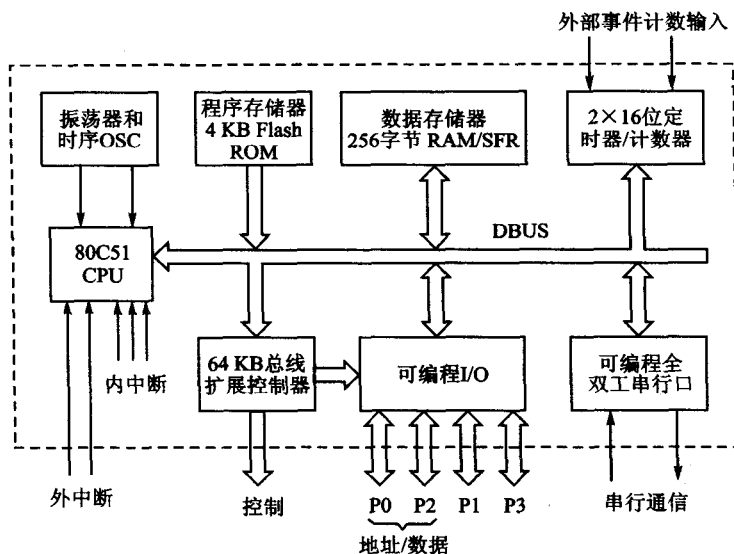 外部事件计数输入
振荡器和
时序OSC
程序存储器
4 KB Flash
ROM
数据存储器
256字节 RAM/SFR
2×16位定
时器/计数器
DBUS
80C51
CPU
内中断
64 KB总线
扩展控制器
可编程I/O
可编程全
双工串行口
外中断
控制
P0
P2
P1
P3
串行通信
地址/数据